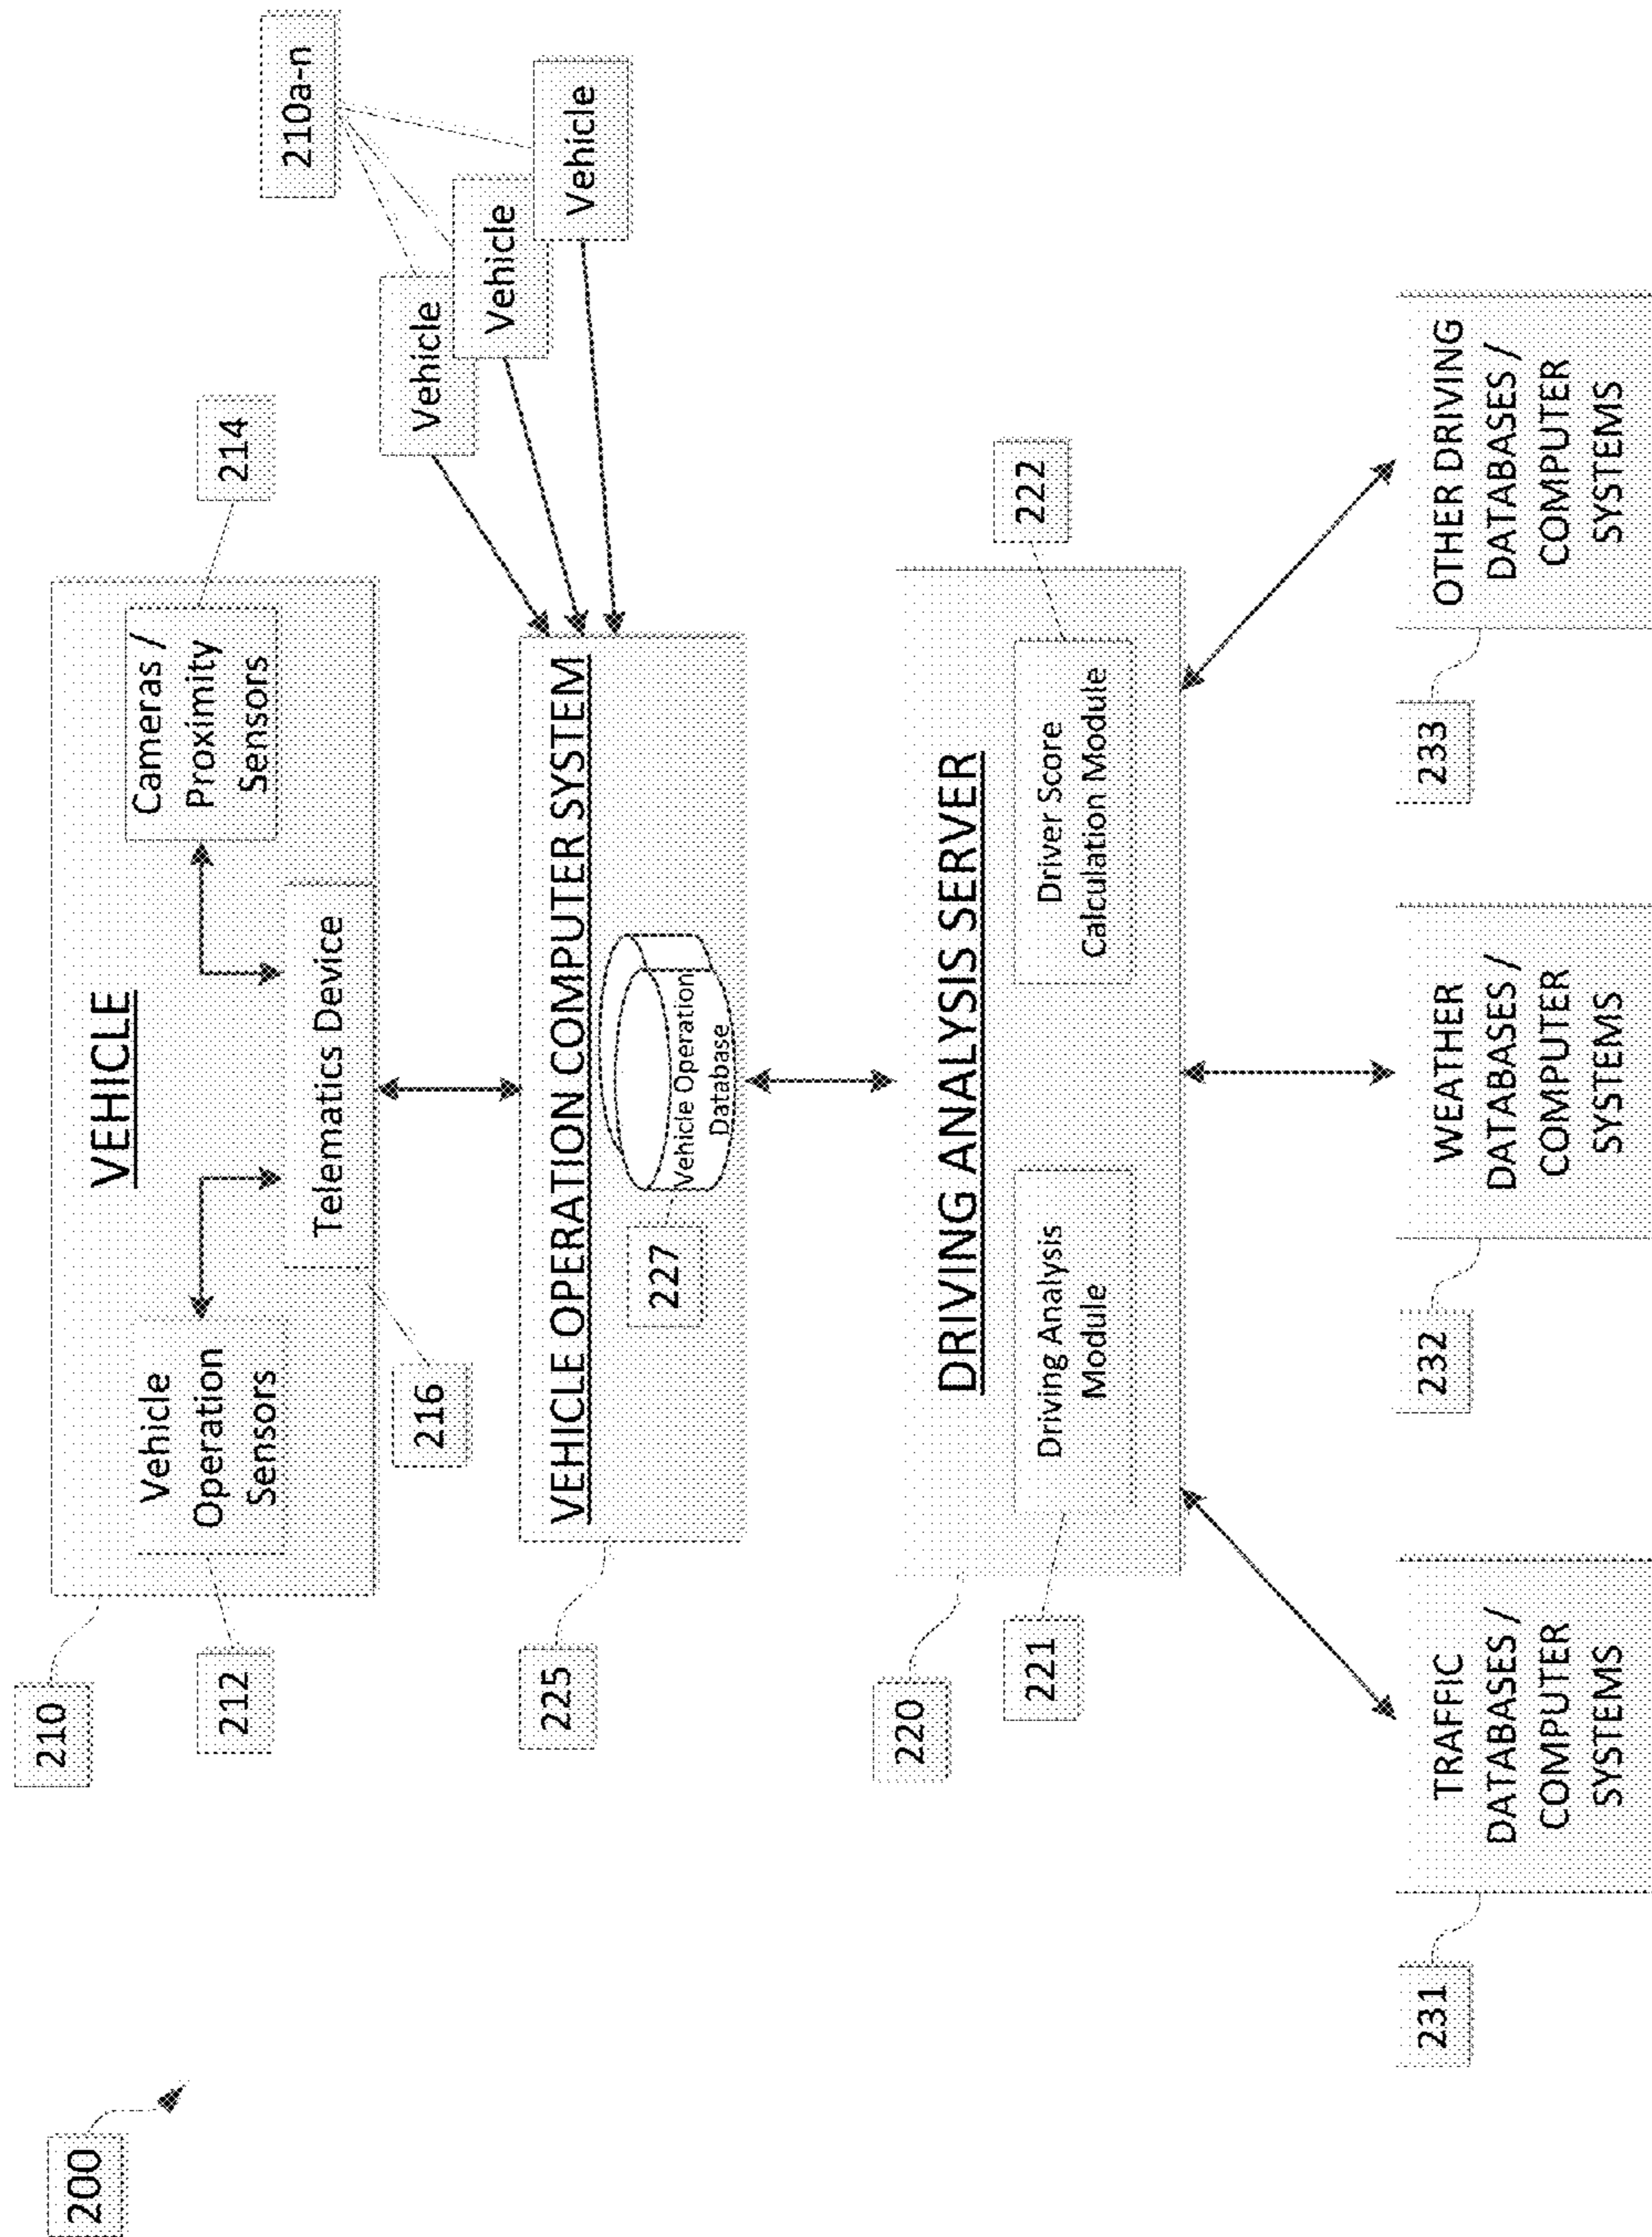 200
210
VEHICLE
212
Vehicle
Operation
Sensors
Cameras /
Proximity
Sensors
214
Telematics Device
216
210a-n
Vehicle
Vehicle
Vehicle
225
VEHICLE OPERATION COMPUTER SYSTEM
Vehicle Operation
Database
227
220
DRIVING ANALYSIS SERVER
221
Driving Analysis
Module
Driver Score
Calculation Module
222
231
TRAFFIC
DATABASES /
COMPUTER
SYSTEMS
232
WEATHER
DATABASES /
COMPUTER
SYSTEMS
233
OTHER DRIVING
DATABASES /
COMPUTER
SYSTEMS